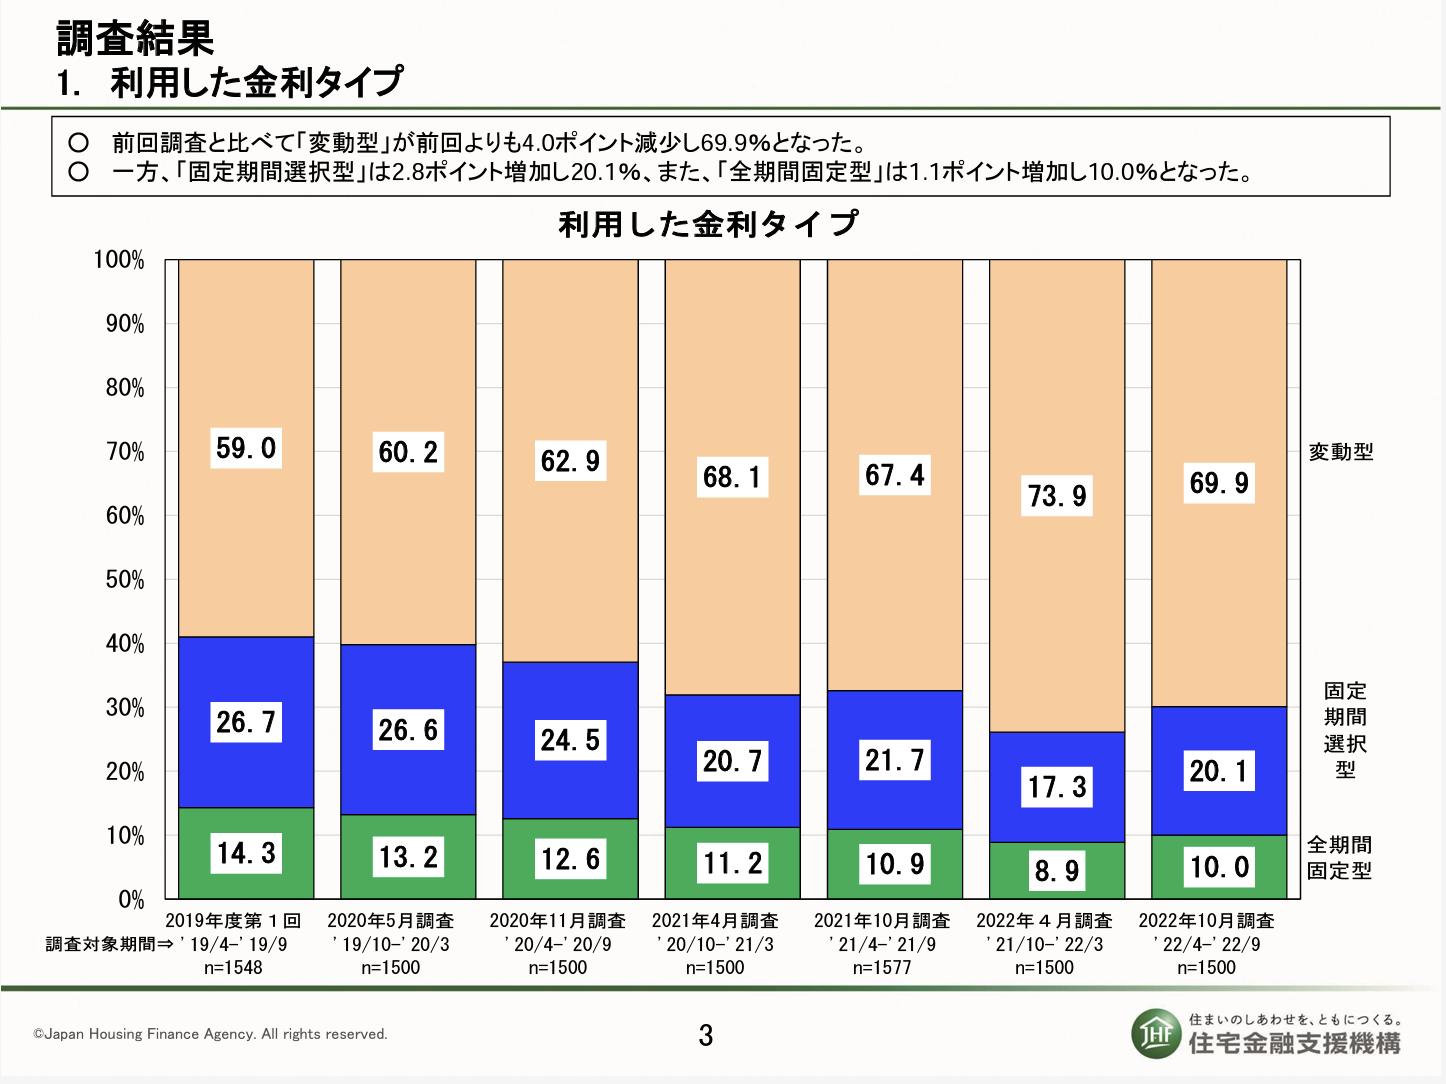 調査結果
1. 利用した金利タイプ
○ 前回調査と比べて「変動型」が前回よりも4.0ポイント減少し69.9%となった。
○ 一方、「固定期間選択型」は2.8ポイント増加し20.1%、また、「全期間固定型」は1.1ポイント増加し10.0%となった。
利用した金利タイプ
100%
90%
80%
70%
60%
50%
40%
30%
20%
10%
0%
59.0 60.2 62.9 68.1 67.4 73.9 69.9
26.7 26.6 24.5 20.7 21.7 17.3 20.1
14.3 13.2 12.6 11.2 10.9 8.9 10.0
変動型
固定
期間
選択
型
全期間
固定型
2019年度第１回 2020年5月調査 2020年11月調査 2021年4月調査 2021年10月調査 2022年４月調査 2022年10月調査
調査対象期間⇒ '19/4-'19/9 '19/10-'20/3 '20/4-'20/9 '20/10-'21/3 '21/4-'21/9 '21/10-'22/3 '22/4-'22/9
n=1548 n=1500 n=1500 n=1500 n=1577 n=1500 n=1500
©Japan Housing Finance Agency. All rights reserved.
3
JHF
住まいのしあわせを、ともにつくる。
住宅金融支援機構